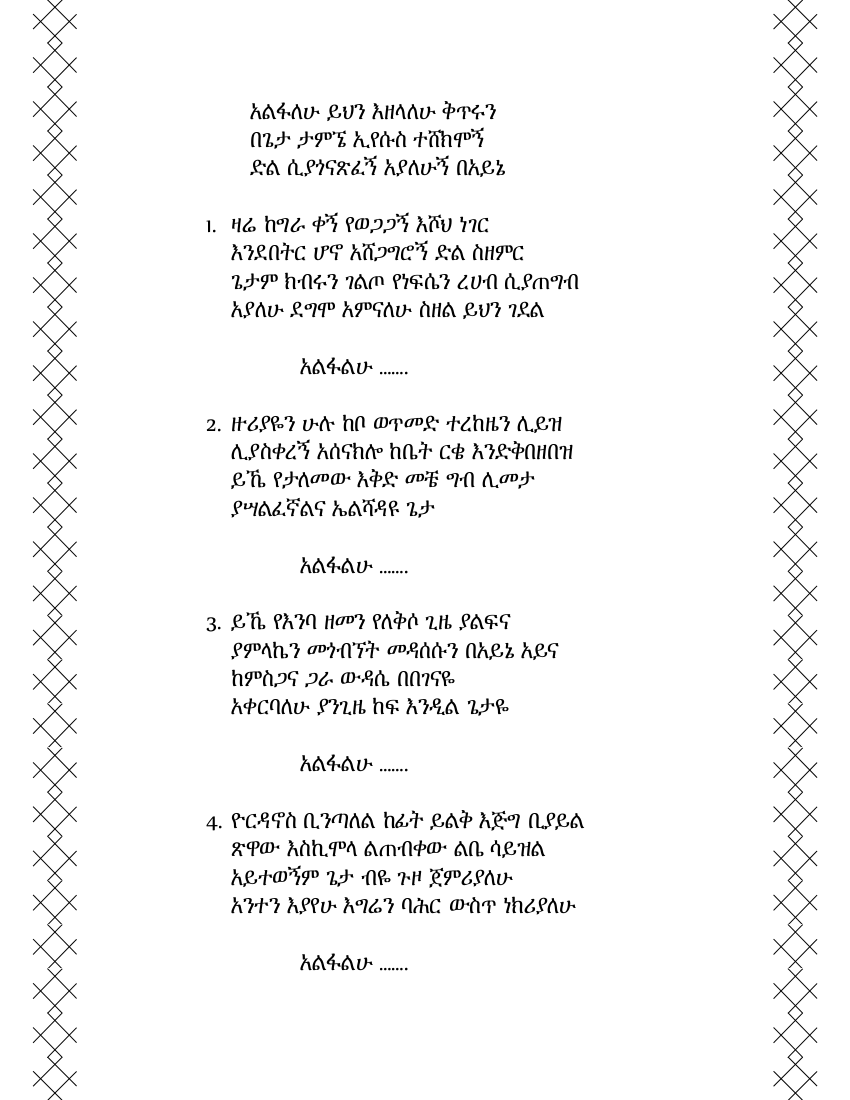 አልፋለሁ ይህን እዘላለሁ ቅጥሩን
በጌታ ታምኜ ኢየሱስ ተሸክሞኝ
ድል ሲያጎናጽፈኝ አያለሁኝ በአይኔ
1. ዛሬ ከግራ ቀኝ የወጋጋኝ እሾህ ነገር
እንደበትር ሆኖ አሸጋግሮኝ ድል ስዘምር
ጌታም ክብሩን ገልጦ የነፍሴን ረሀብ ሲያጠግብ
አያለሁ ደግሞ አምናለሁ ስዘል ይህን ገደል
አልፋልሁ .......
2. ዙሪያዬን ሁሉ ከቦ ወጥመድ ተረከዜን ሊይዝ
ሊያስቀረኝ አሰናክሎ ከቤት ርቄ እንድቅበዘበዝ
ይኼ የታለመው እቅድ መቼ ግብ ሊመታ
ያሣልፈኛልና ኤልሻዳዩ ጌታ
አልፋልሁ .......
3. ይኼ የእንባ ዘመን የለቅሶ ጊዜ ያልፍና
ያምላኬን መጎብኘት መዳሰሱን በአይኔ አይና
ከምስጋና ጋራ ውዳሴ በበገናዬ
አቀርባለሁ ያንጊዜ ከፍ እንዲል ጌታዬ
አልፋልሁ .......
4. ዮርዳኖስ ቢንጣለል ከፊት ይልቅ እጅግ ቢያይል
ጽዋው እስኪሞላ ልጠብቀው ልቤ ሳይዝል
አይተወኝም ጌታ ብዬ ጉዞ ጀምሪያለሁ
አንተን እያየሁ እግሬን ባሕር ውስጥ ነክሪያለሁ
አልፋልሁ .......